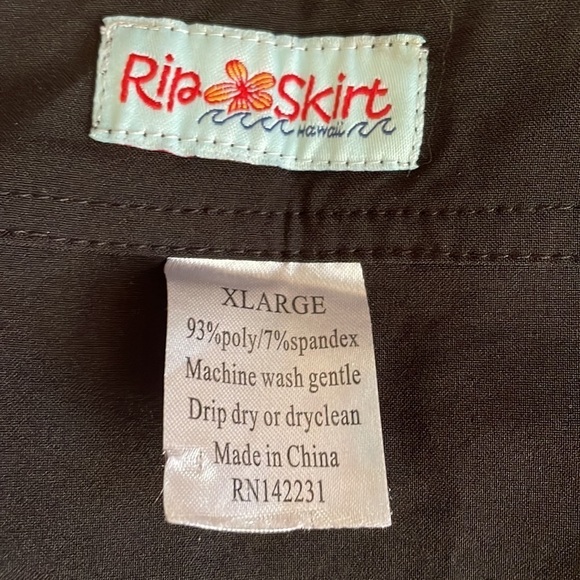 Rip Skirt
Hawaii
XLARGE
93%poly/7%spandex
Machine wash gentle
Drip dry or dryclean
Made in China
RN142231